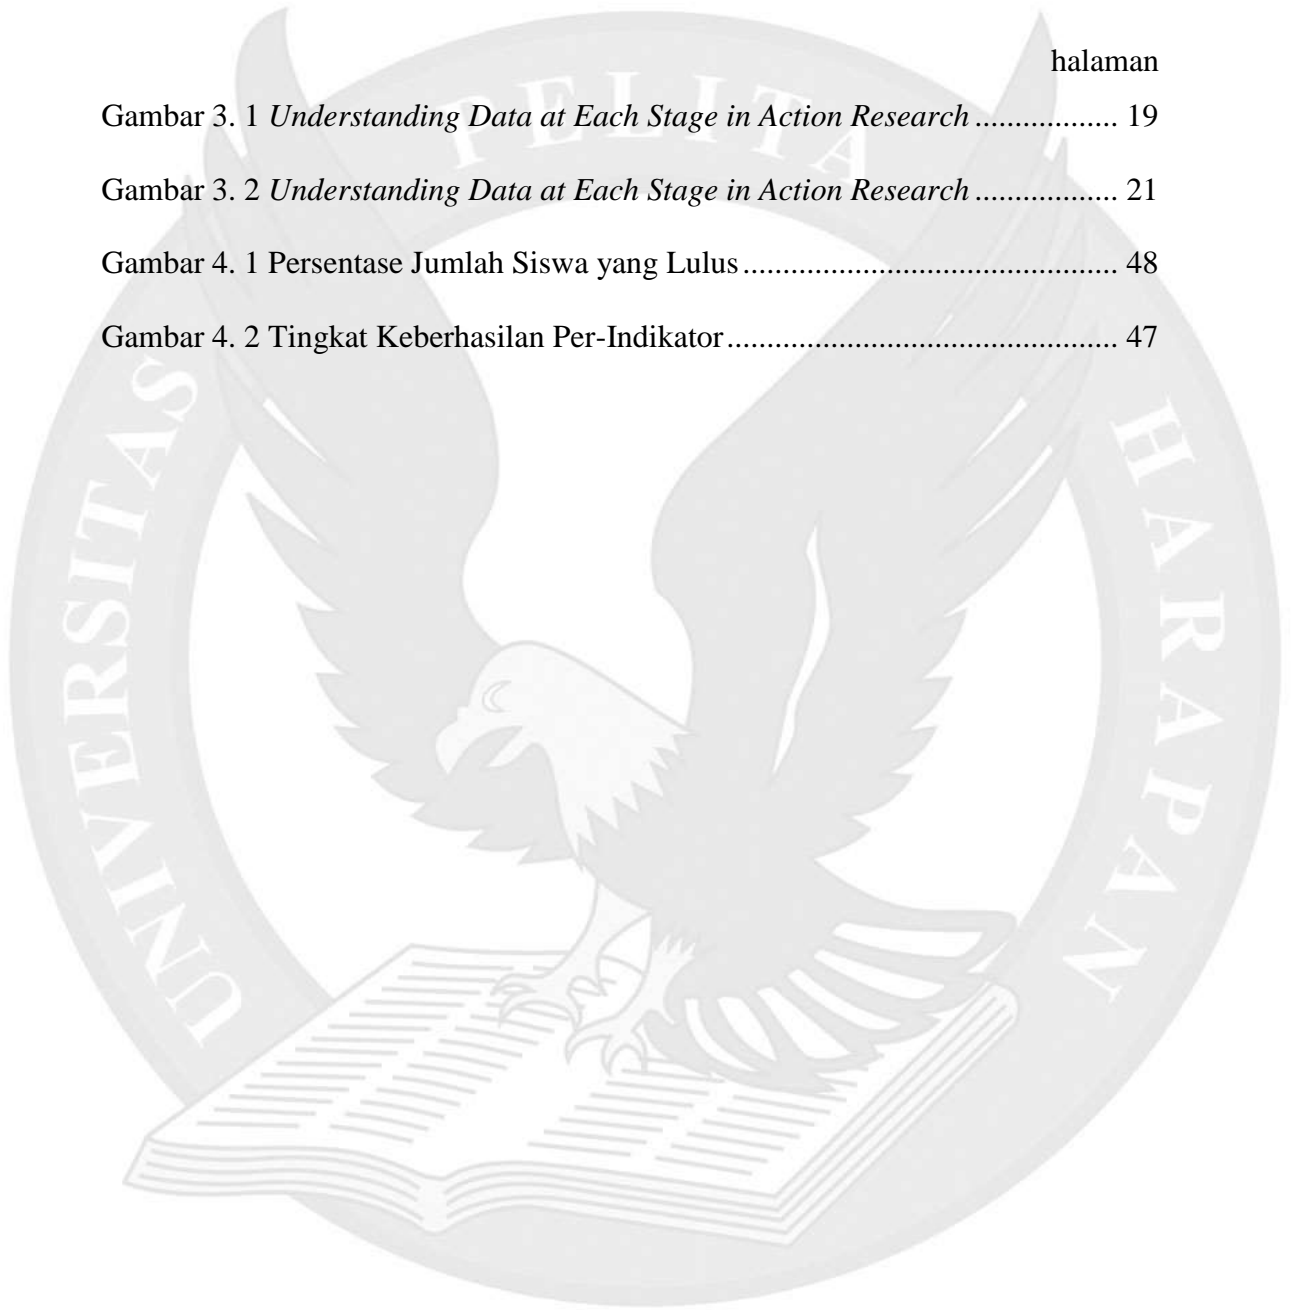 halaman
Gambar 3. 1 Understanding Data at Each Stage in Action Research ................. 19
Gambar 3. 2 Understanding Data at Each Stage in Action Research ................. 21
Gambar 4. 1 Persentase Jumlah Siswa yang Lulus ............................................. 48
Gambar 4. 2 Tingkat Keberhasilan Per-Indikator ............................................... 47
UNIVERSITAS PELITA HARAPAN